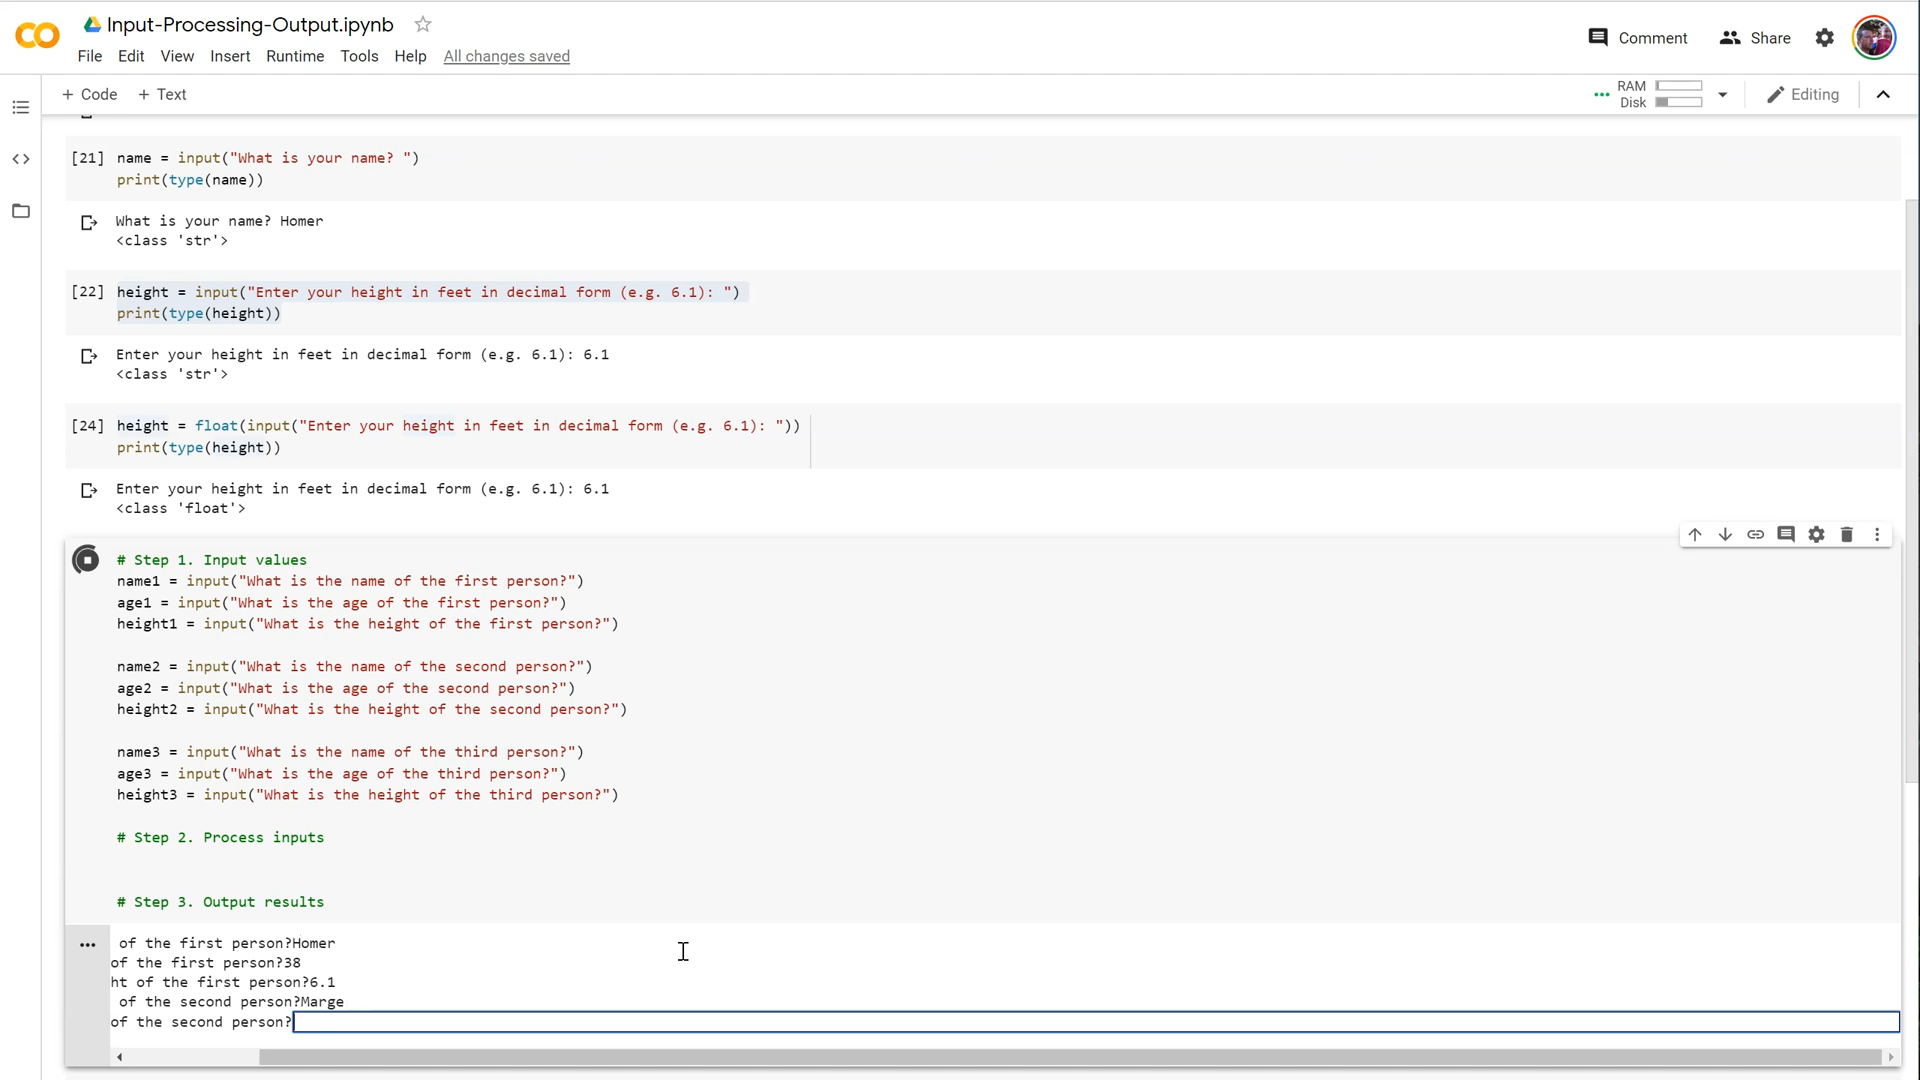 Input-Processing-Output.ipynb
File Edit View Insert Runtime Tools Help All changes saved
Comment Share
+ Code + Text
RAM
Disk
Editing
[21] name = input("What is your name? ")
print(type(name))
What is your name? Homer
<class 'str'>
[22] height = input("Enter your height in feet in decimal form (e.g. 6.1): ")
print(type(height))
Enter your height in feet in decimal form (e.g. 6.1): 6.1
<class 'str'>
[24] height = float(input("Enter your height in feet in decimal form (e.g. 6.1): "))
print(type(height))
Enter your height in feet in decimal form (e.g. 6.1): 6.1
<class 'float'>
# Step 1. Input values
name1 = input("What is the name of the first person?")
age1 = input("What is the age of the first person?")
height1 = input("What is the height of the first person?")
name2 = input("What is the name of the second person?")
age2 = input("What is the age of the second person?")
height2 = input("What is the height of the second person?")
name3 = input("What is the name of the third person?")
age3 = input("What is the age of the third person?")
height3 = input("What is the height of the third person?")
# Step 2. Process inputs
# Step 3. Output results
of the first person?Homer
of the first person?38
ht of the first person?6.1
of the second person?Marge
of the second person?